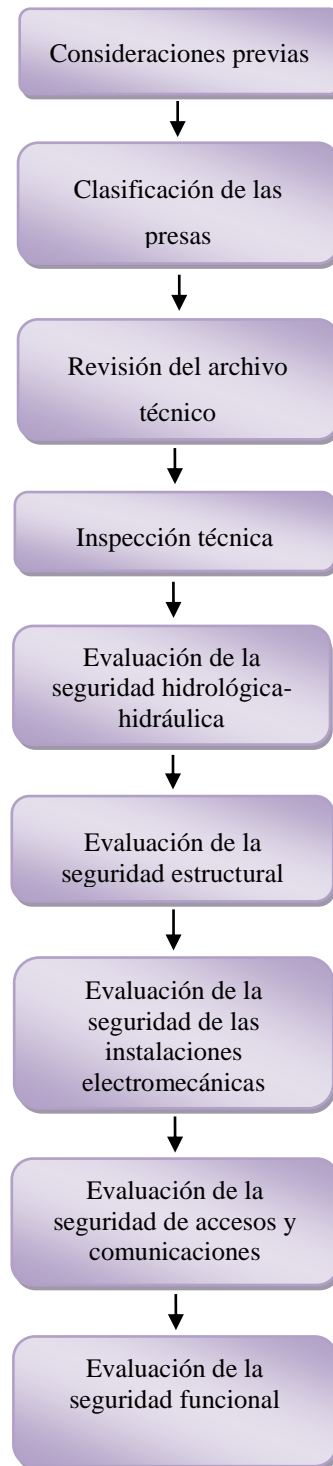 Consideraciones previas
Clasificación de las
presas
Revisión del archivo
técnico
Inspección técnica
Evaluación de la
seguridad hidrológica-
hidráulica
Evaluación de la
seguridad estructural
Evaluación de la
seguridad de las
instalaciones
electromecánicas
Evaluación de la
seguridad de accesos y
comunicaciones
Evaluación de la
seguridad funcional